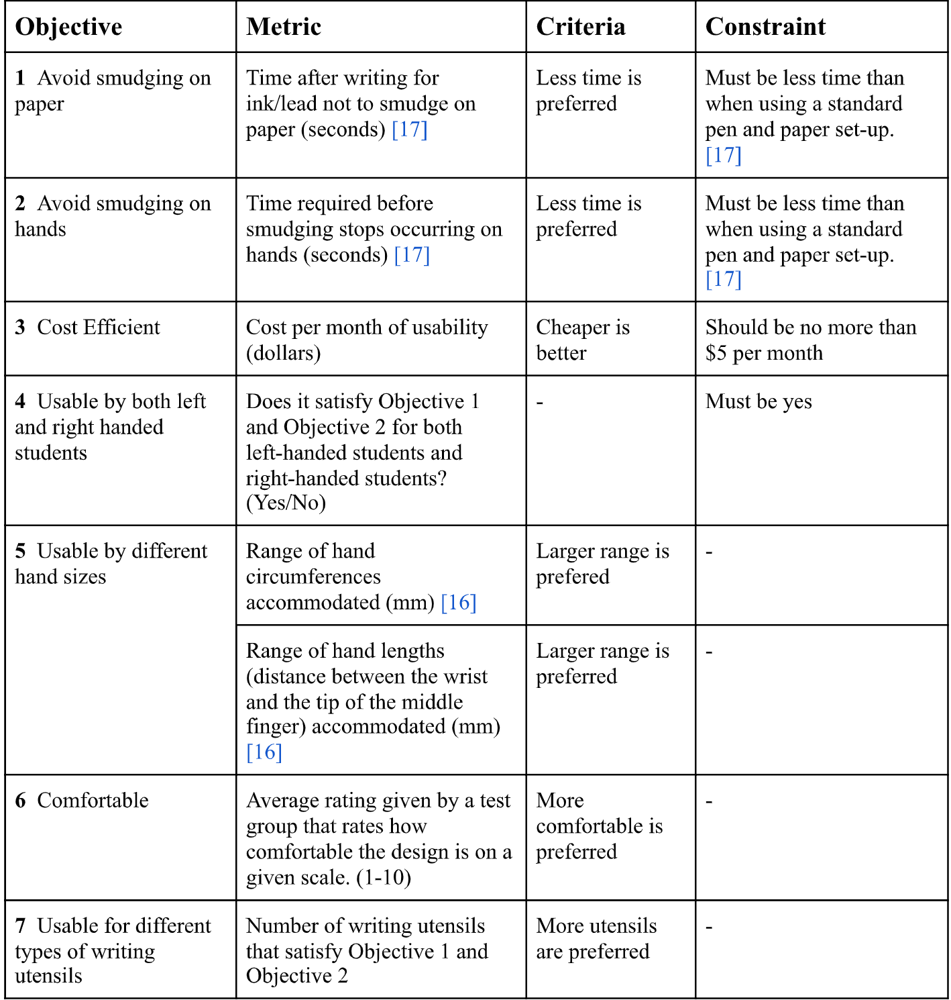 Objective Metric Criteria Constraint
1 Avoid smudging on
paper
Time after writing for
ink/lead not to smudge on
paper (seconds) [17]
Less time is
preferred
Must be less time than
when using a standard
pen and paper set-up.
[17]
2 Avoid smudging on
hands
Time required before
smudging stops occurring on
hands (seconds) [17]
Less time is
preferred
Must be less time than
when using a standard
pen and paper set-up.
[17]
3 Cost Efficient
Cost per month of usability
(dollars)
Cheaper is
better
Should be no more than
$5 per month
4 Usable by both left
and right handed
students
Does it satisfy Objective 1
and Objective 2 for both
left-handed students and
right-handed students?
(Yes/No)
-
Must be yes
5 Usable by different
hand sizes
Range of hand
circumferences
accommodated (mm) [16]
Larger range is
prefered
-
Range of hand lengths
(distance between the wrist
and the tip of the middle
finger) accommodated (mm)
[16]
Larger range is
preferred
-
6 Comfortable
Average rating given by a test
group that rates how
comfortable the design is on a
given scale. (1-10)
More
comfortable is
preferred
-
7 Usable for different
types of writing
utensils
Number of writing utensils
that satisfy Objective 1 and
Objective 2
More utensils
are preferred
-